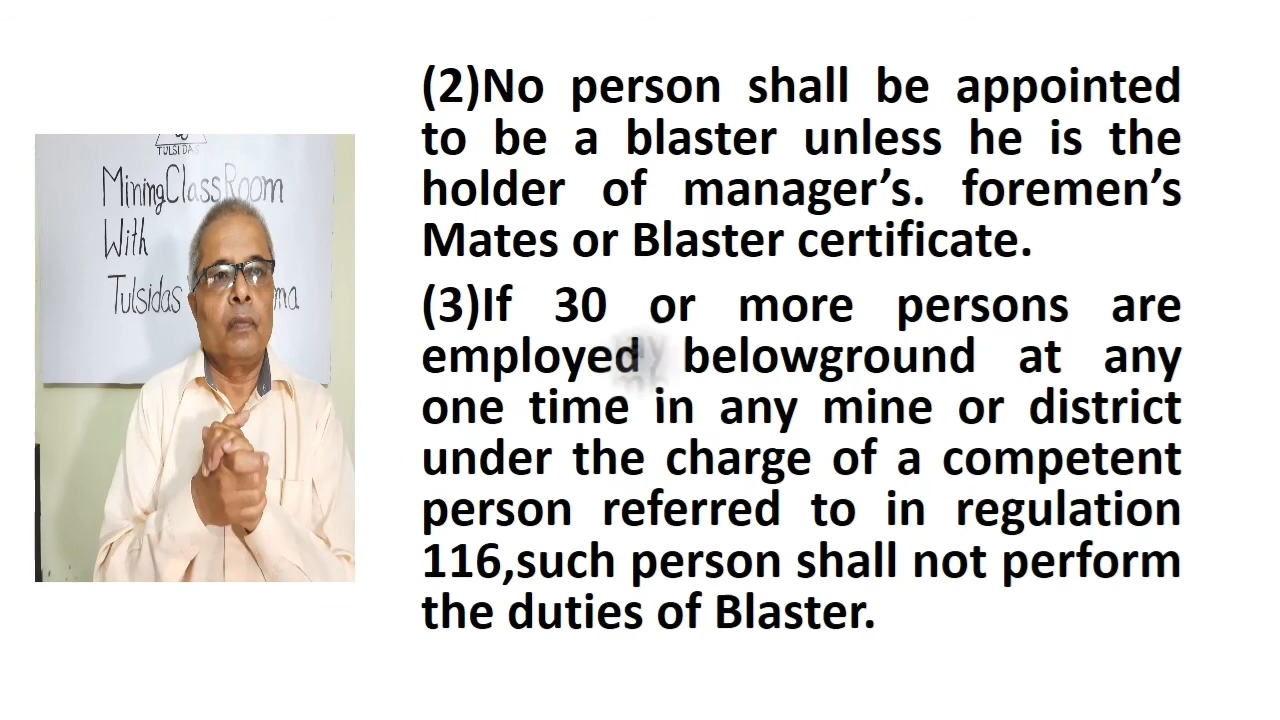 TULSIDAS
MiningClassRoom
With
Tulsidas
ma
(2)No person shall be appointed
to be a blaster unless he is the
holder of manager’s. foremen’s
Mates or Blaster certificate.
(3)If 30 or more persons are
employed belowground at any
one time in any mine or district
under the charge of a competent
person referred to in regulation
116,such person shall not perform
the duties of Blaster.